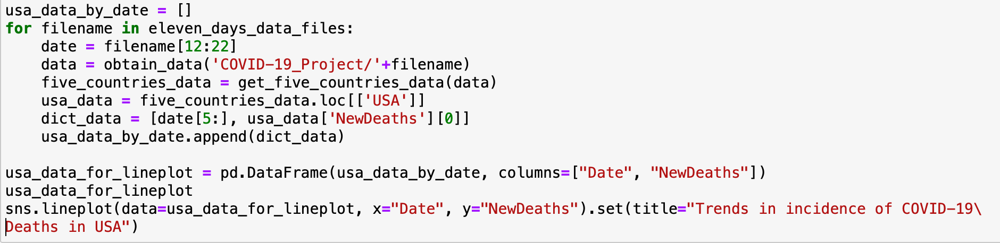 usa_data_by_date = []
for filename in eleven_days_data_files:
    date = filename[12:22]
    data = obtain_data('COVID-19_Project/'+filename)
    five_countries_data = get_five_countries_data(data)
    usa_data = five_countries_data.loc[['USA']]
    dict_data = [date[5:], usa_data['NewDeaths'][0]]
    usa_data_by_date.append(dict_data)

usa_data_for_lineplot = pd.DataFrame(usa_data_by_date, columns=["Date", "NewDeaths"])
usa_data_for_lineplot
sns.lineplot(data=usa_data_for_lineplot, x="Date", y="NewDeaths").set(title="Trends in incidence of COVID-19\
Deaths in USA")